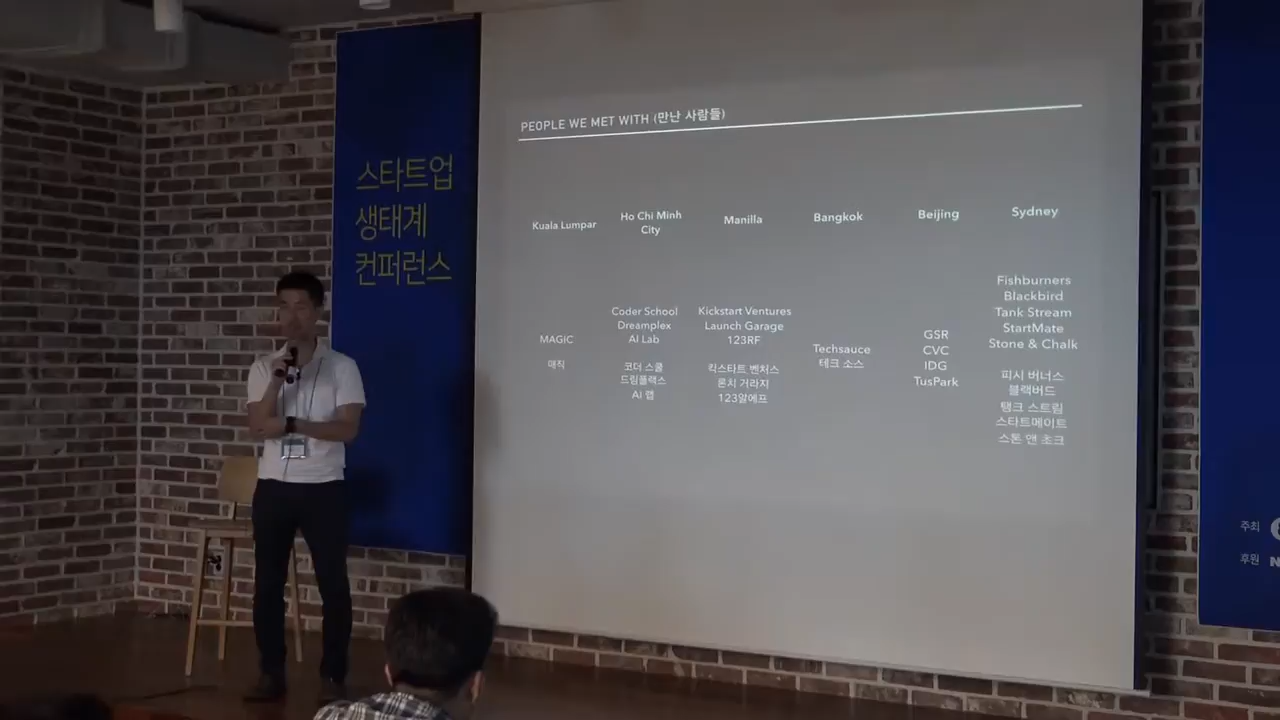 스타트업
생태계
컨퍼런스
PEOPLE WE MET WITH (만난 사람들)
Kuala Lumpar
MAGIC
매직
Ho Chi Minh
City
Coder School
Dreamplex
AI Lab
코더 스쿨
드림플랙스
AI 랩
Manilla
Kickstart Ventures
Launch Garage
123RF
킥스타트 벤처스
론치 거라지
123알에프
Bangkok
Techsauce
테크 소스
Beijing
GSR
CVC
IDG
TusPark
Sydney
Fishburners
Blackbird
Tank Stream
StartMate
Stone & Chalk
피시 버너스
블랙버드
탱크 스트림
스타트메이트
스톤 앤 초크
주최
후원 N